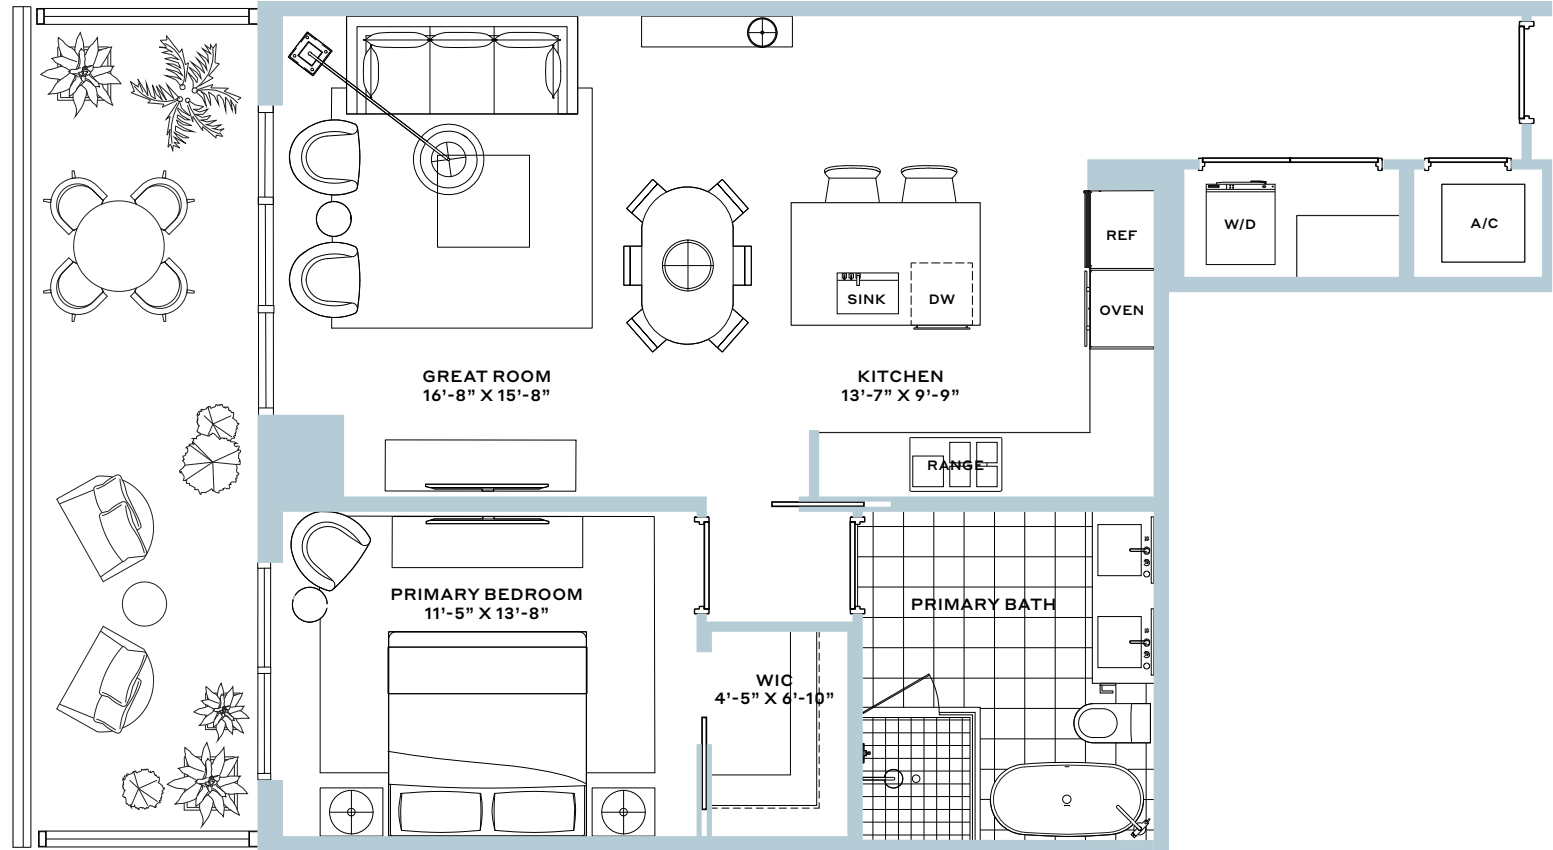 W/D
A/C
REF
OVEN
SINK
DW
GREAT ROOM
16'-8" X 15'-8"
KITCHEN
13'-7" X 9'-9"
RANGE
PRIMARY BEDROOM
11'-5" X 13'-8"
PRIMARY BATH
WIC
4'-5" X 6'-10"